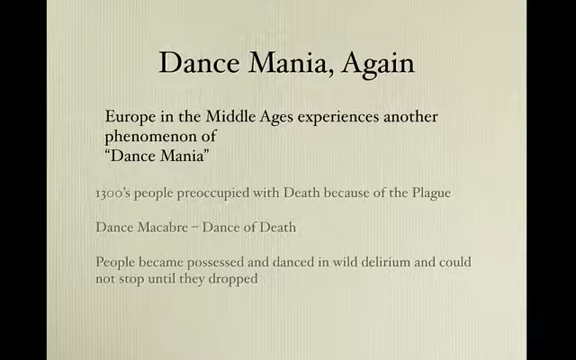 Dance Mania, Again
Europe in the Middle Ages experiences another
phenomenon of
“Dance Mania”
1300’s people preoccupied with Death because of the Plague
Dance Macabre – Dance of Death
People became possessed and danced in wild delirium and could
not stop until they dropped